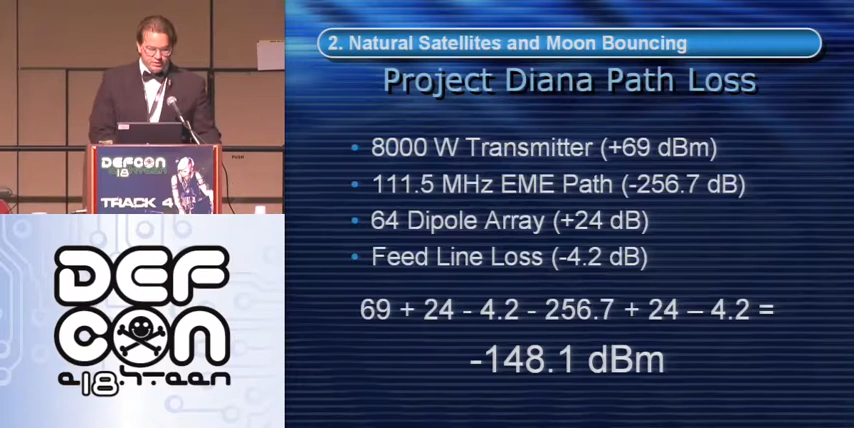 2. Natural Satellites and Moon Bouncing
Project Diana Path Loss
• 8000 W Transmitter (+69 dBm)
• 111.5 MHz EME Path (-256.7 dB)
• 64 Dipole Array (+24 dB)
• Feed Line Loss (-4.2 dB)
69 + 24 - 4.2 - 256.7 + 24 – 4.2 =
-148.1 dBm
PUSH
DEFCON
18
TRACK 4
DEF
CON
e18hteen